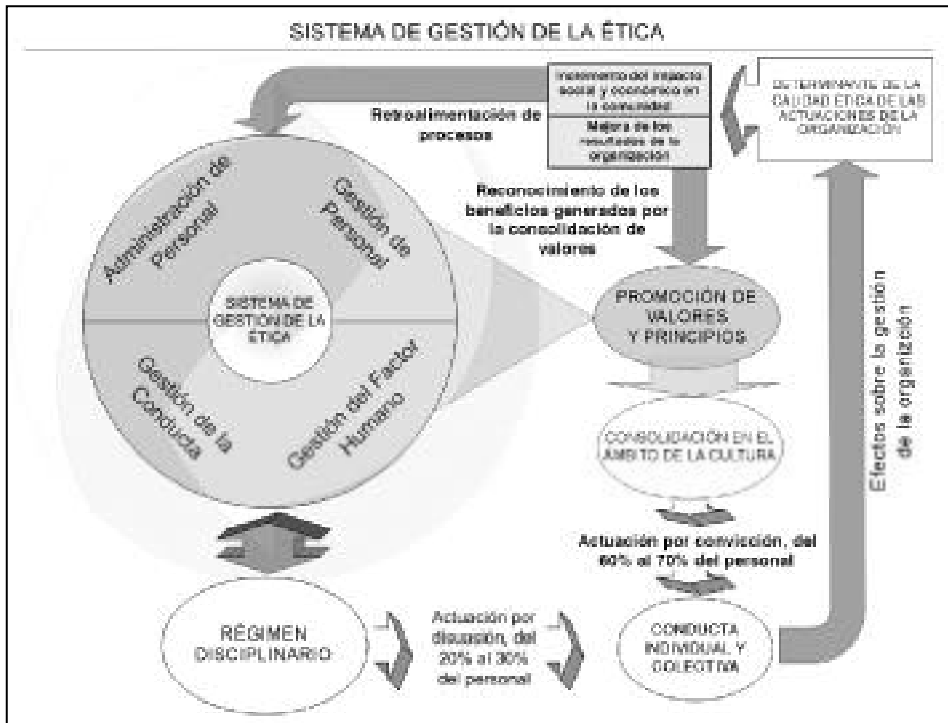 SISTEMA DE GESTIÓN DE LA ÉTICA
Incremento del impacto
social y económico en
la comunidad
Mejora de los
resultados de la
organización
DETERMINANTE DE LA
CALIDAD ÉTICA DE LAS
ACTUACIONES DE LA
ORGANIZACIÓN
Retroalimentación de
procesos
Reconocimiento de los
beneficios generados por
la consolidación de
valores
Administración de
Personal
Gestión de
Personal
SISTEMA DE
GESTIÓN DE LA
ÉTICA
Gestión de la
Conducta
Gestión del Factor
Humano
PROMOCIÓN DE
VALORES
Y PRINCIPIOS
CONSOLIDACIÓN EN EL
ÁMBITO DE LA CULTURA
Actuación por convicción, del
60% al 70% del personal
Efectos sobre la gestión
de la organización
RÉGIMEN
DISCIPLINARIO
Actuación por
disuasión, del
20% al 30%
del personal
CONDUCTA
INDIVIDUAL Y
COLECTIVA